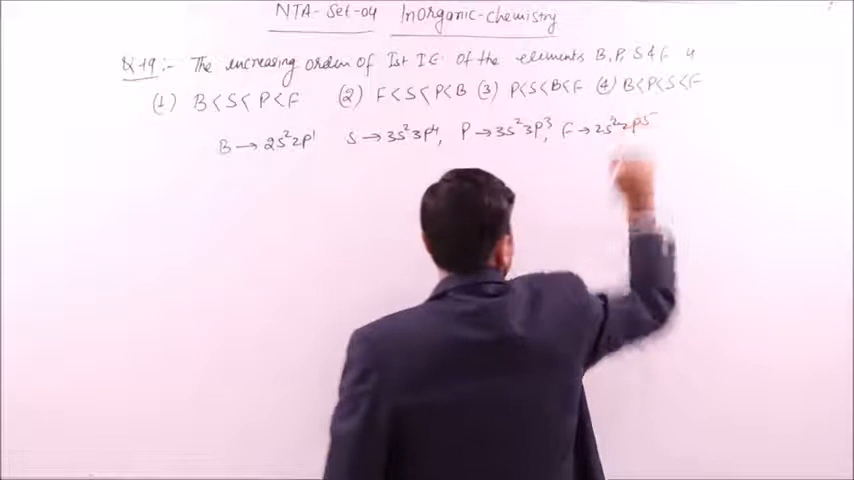 NTA-Set-04 Inorganic-chemistry
Q.19:- The increasing order of Ist I.E. of the elements B, P, S & F is
(1) B<S<P<F (2) F<S<P<B (3) P<S<B<F (4) B<P<S<F
B → 2s²2p¹ S → 3s²3p⁴, P → 3s²3p³, F → 2s²2p⁵